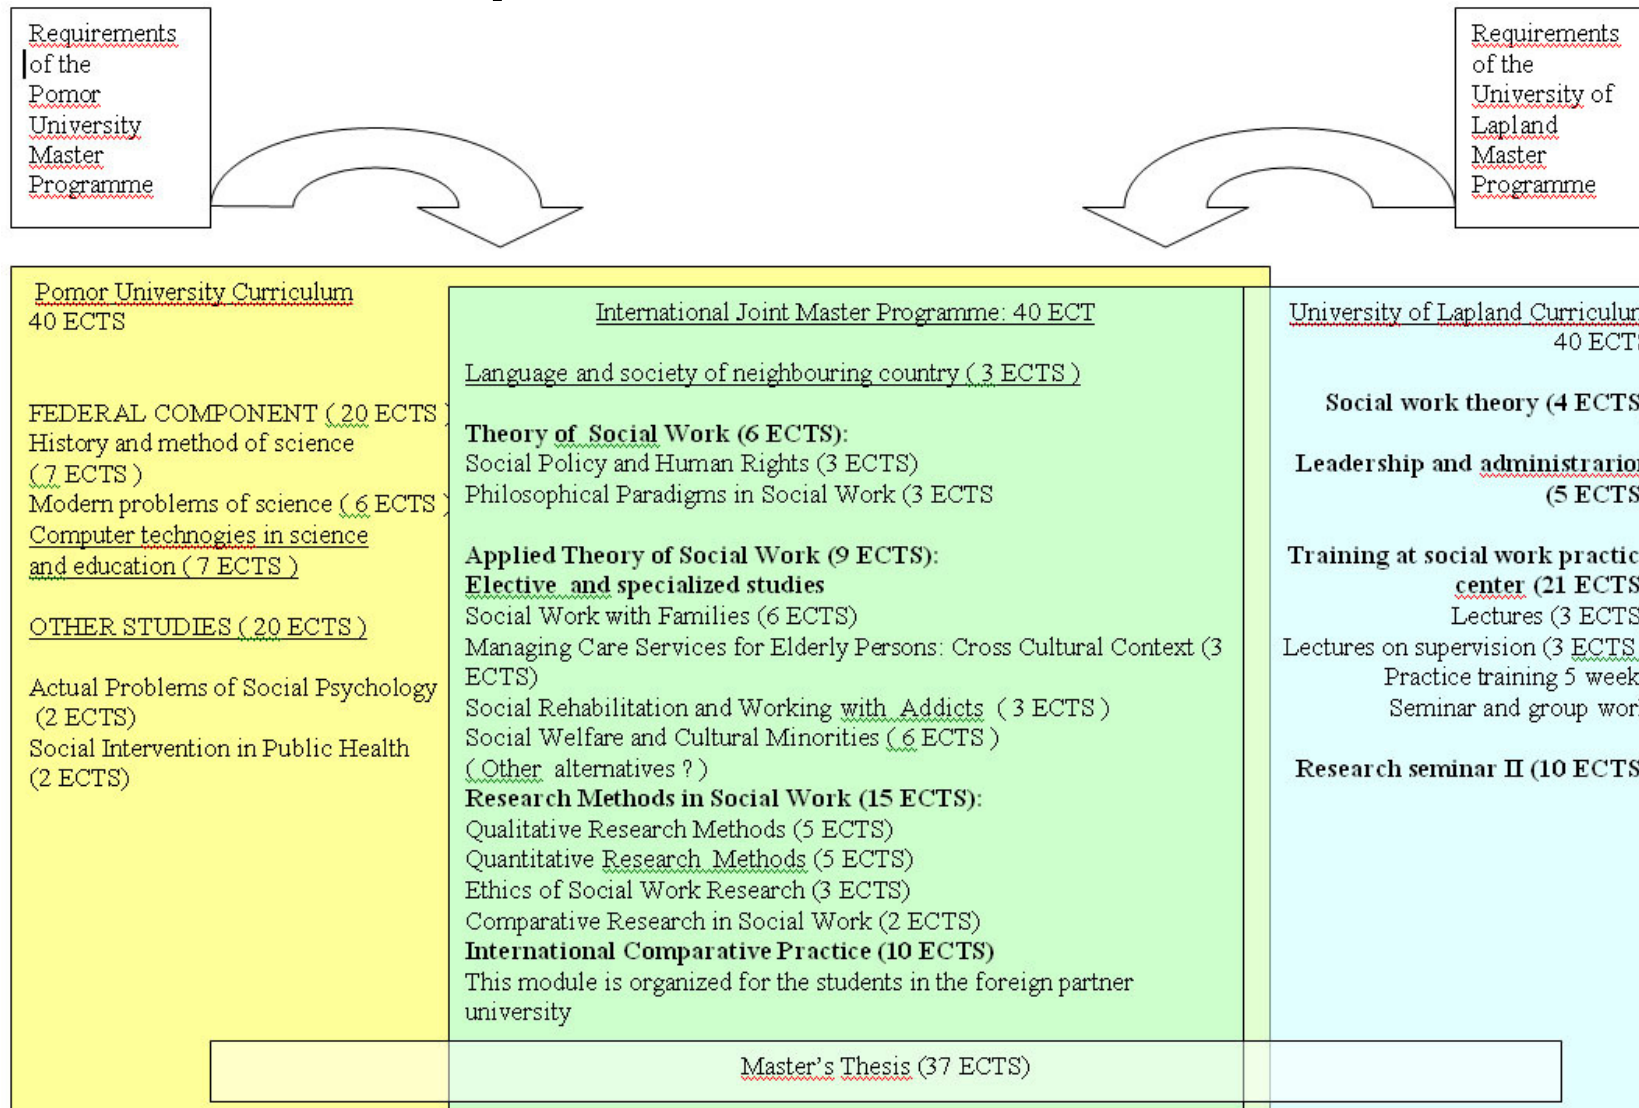 Requirements
of the
Pomor
University
Master
Programme
Requirements
of the
University of
Lapland
Master
Programme
Pomor University Curriculum
40 ECTS
FEDERAL COMPONENT ( 20 ECTS )
History and method of science
( 7 ECTS )
Modern problems of science ( 6 ECTS )
Computer technogies in science
and education ( 7 ECTS )
OTHER STUDIES ( 20 ECTS )
Actual Problems of Social Psychology
(2 ECTS)
Social Intervention in Public Health
(2 ECTS)
International Joint Master Programme: 40 ECT
Language and society of neighbouring country ( 3 ECTS )
Theory of Social Work (6 ECTS):
Social Policy and Human Rights (3 ECTS)
Philosophical Paradigms in Social Work (3 ECTS
Applied Theory of Social Work (9 ECTS):
Elective and specialized studies
Social Work with Families (6 ECTS)
Managing Care Services for Elderly Persons: Cross Cultural Context (3
ECTS)
Social Rehabilitation and Working with Addicts ( 3 ECTS )
Social Welfare and Cultural Minorities ( 6 ECTS )
( Other alternatives ? )
Research Methods in Social Work (15 ECTS):
Qualitative Research Methods (5 ECTS)
Quantitative Research Methods (5 ECTS)
Ethics of Social Work Research (3 ECTS)
Comparative Research in Social Work (2 ECTS)
International Comparative Practice (10 ECTS)
This module is organized for the students in the foreign partner
university
University of Lapland Curriculum
40 ECTS
Social work theory (4 ECTS
Leadership and administrarion
(5 ECTS
Training at social work practic
center (21 ECTS
Lectures (3 ECTS
Lectures on supervision (3 ECTS
Practice training 5 week
Seminar and group work
Research seminar II (10 ECTS
Master's Thesis (37 ECTS)